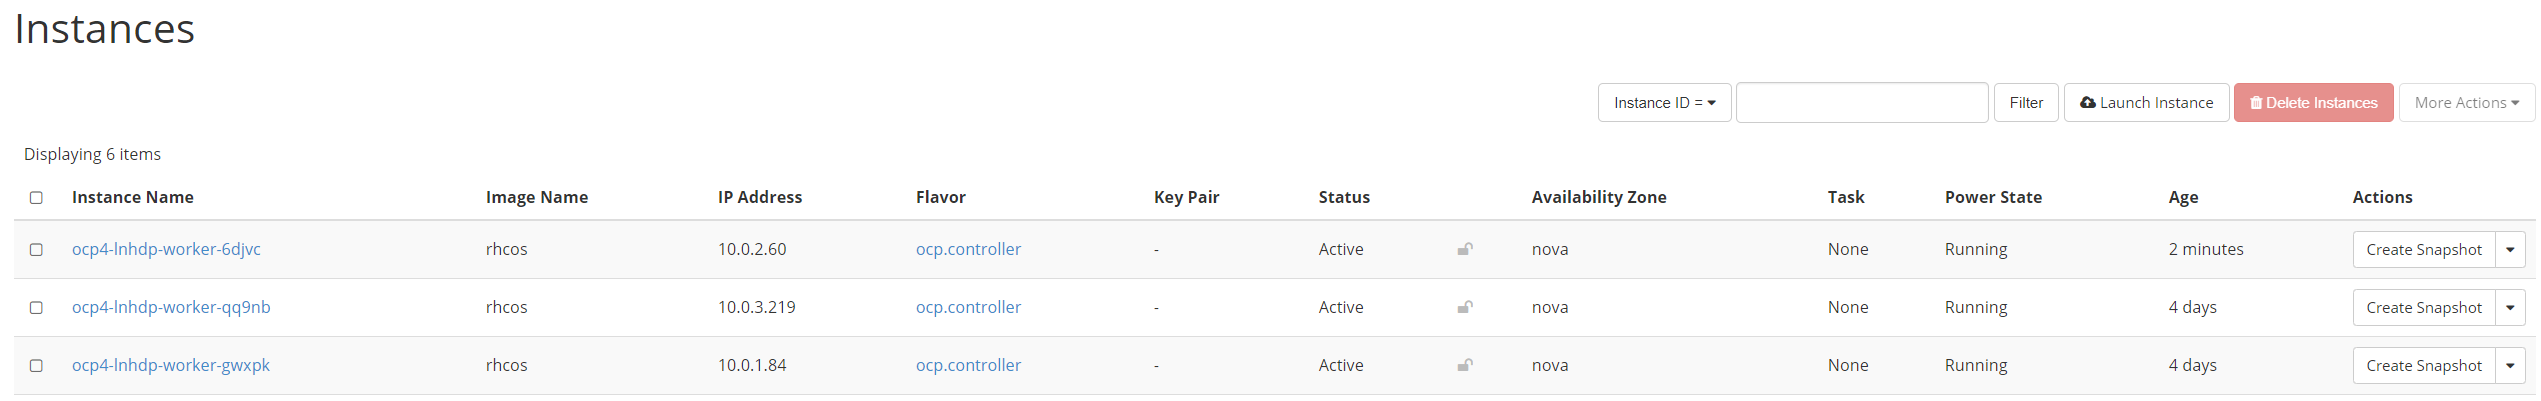 Instances
Instance ID = Filter Launch Instance Delete Instances More Actions
Displaying 6 items
Instance Name Image Name IP Address Flavor Key Pair Status Availability Zone Task Power State Age Actions
ocp4-lnhdp-worker-6djvc rhcos 10.0.2.60 ocp.controller - Active nova None Running 2 minutes Create Snapshot
ocp4-lnhdp-worker-qq9nb rhcos 10.0.3.219 ocp.controller - Active nova None Running 4 days Create Snapshot
ocp4-lnhdp-worker-gwxpk rhcos 10.0.1.84 ocp.controller - Active nova None Running 4 days Create Snapshot